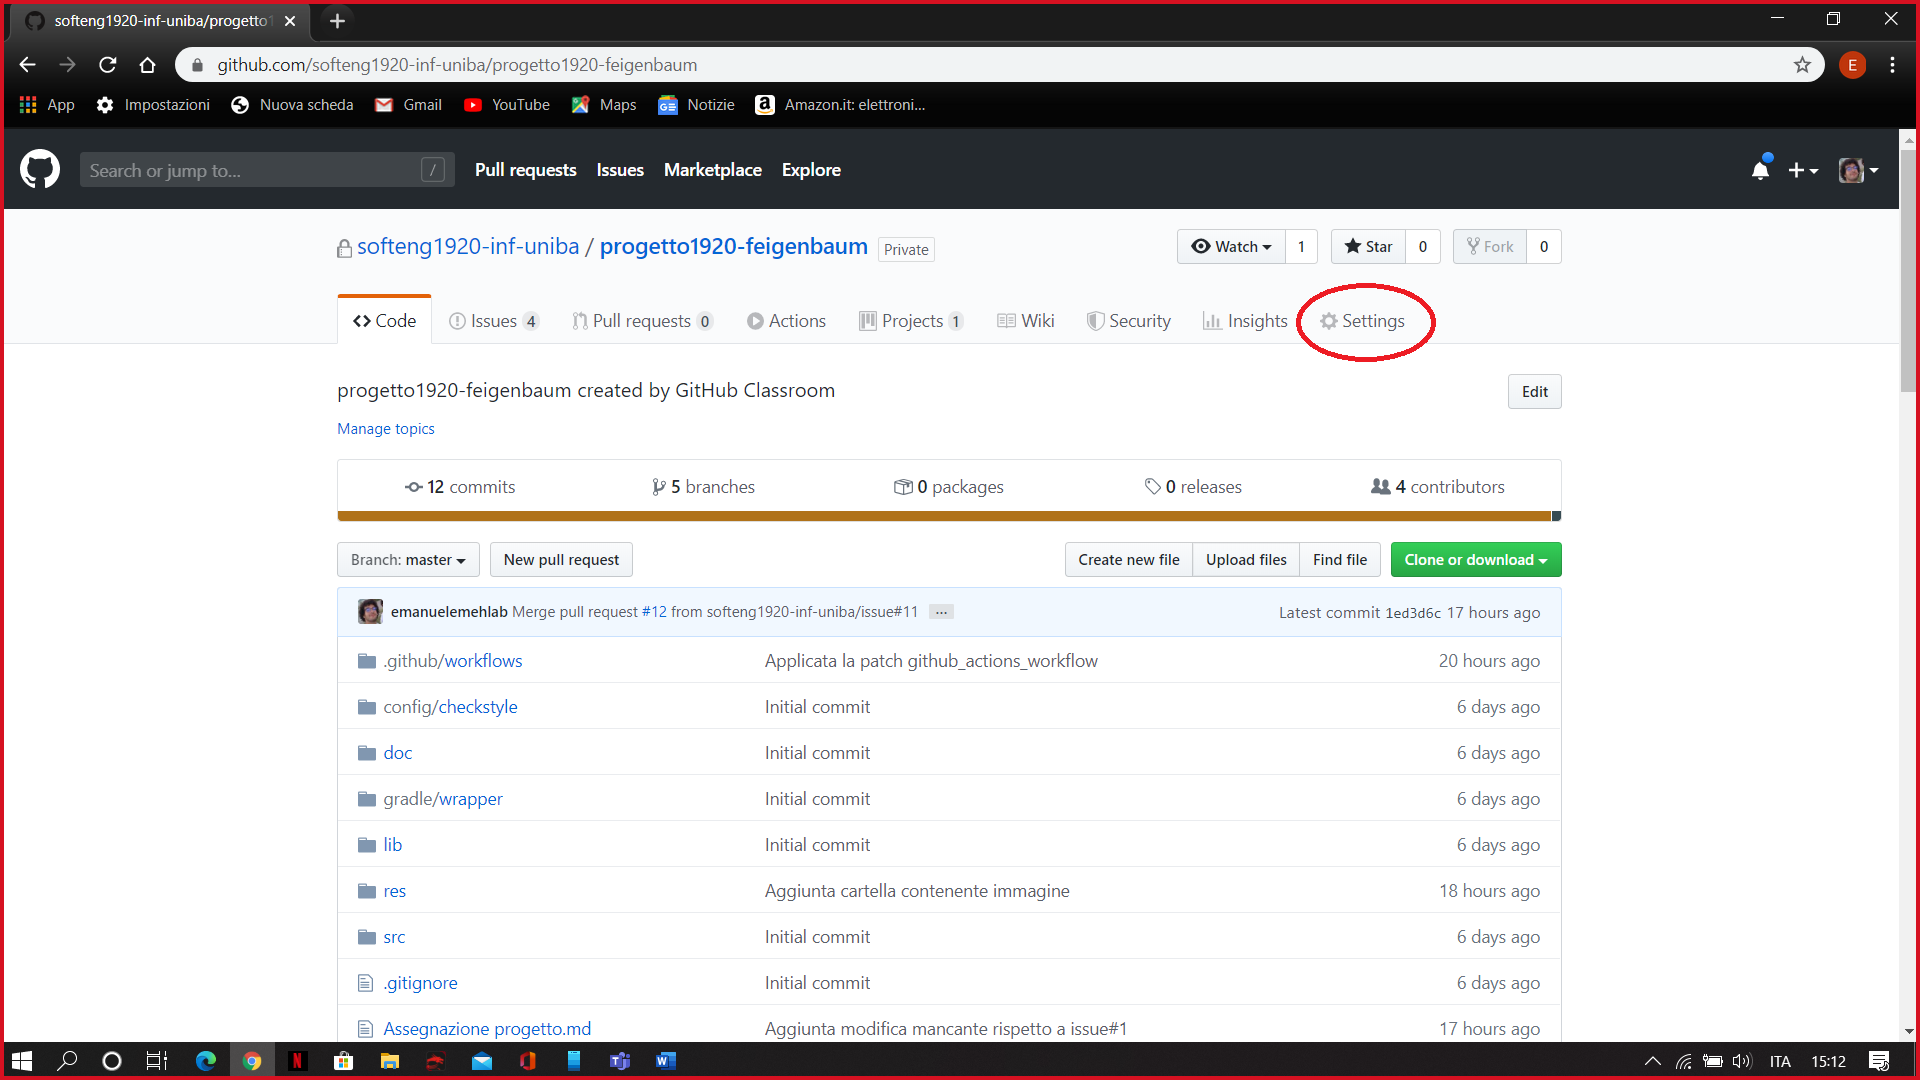 softeng1920-inf-uniba/progetto1
github.com/softeng1920-inf-uniba/progetto1920-feigenbaum
E
App Impostazioni Nuova scheda Gmail YouTube Maps Notizie Amazon.it: elettroni...
Search or jump to... / Pull requests Issues Marketplace Explore
softeng1920-inf-uniba / progetto1920-feigenbaum Private Watch 1 Star 0 Fork 0
Code Issues 4 Pull requests 0 Actions Projects 1 Wiki Security Insights Settings
progetto1920-feigenbaum created by GitHub Classroom Edit
Manage topics
12 commits 5 branches 0 packages 0 releases 4 contributors
Branch: master New pull request Create new file Upload files Find file Clone or download
emanuelemehlab Merge pull request #12 from softeng1920-inf-uniba/issue#11 ... Latest commit 1ed3d6c 17 hours ago
.github/workflows Applicata la patch github_actions_workflow 20 hours ago
config/checkstyle Initial commit 6 days ago
doc Initial commit 6 days ago
gradle/wrapper Initial commit 6 days ago
lib Initial commit 6 days ago
res Aggiunta cartella contenente immagine 18 hours ago
src Initial commit 6 days ago
.gitignore Initial commit 6 days ago
Assegnazione progetto.md Aggiunta modifica mancante rispetto a issue#1 17 hours ago
ITA 15:12